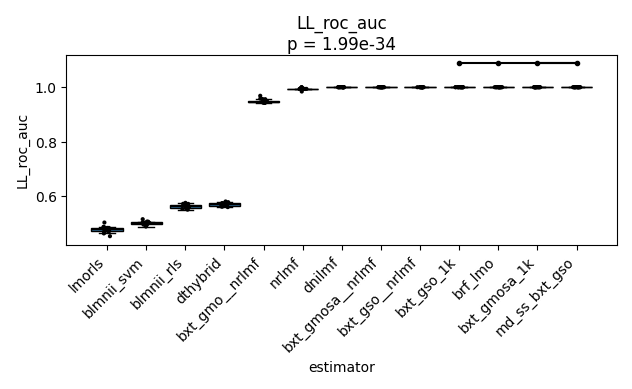 LL_roc_auc
p = 1.99e-34
LL_roc_auc
1.0
0.8
0.6
lmorls
blmnii_svm
blmnii_rls
dthybrid
bxt_gmo__nrlmf
nrlmf
dnilmf
bxt_gmosa__nrlmf
bxt_gso__nrlmf
bxt_gso_1k
brf_lmo
bxt_gmosa_1k
md_ss_bxt_gso
estimator